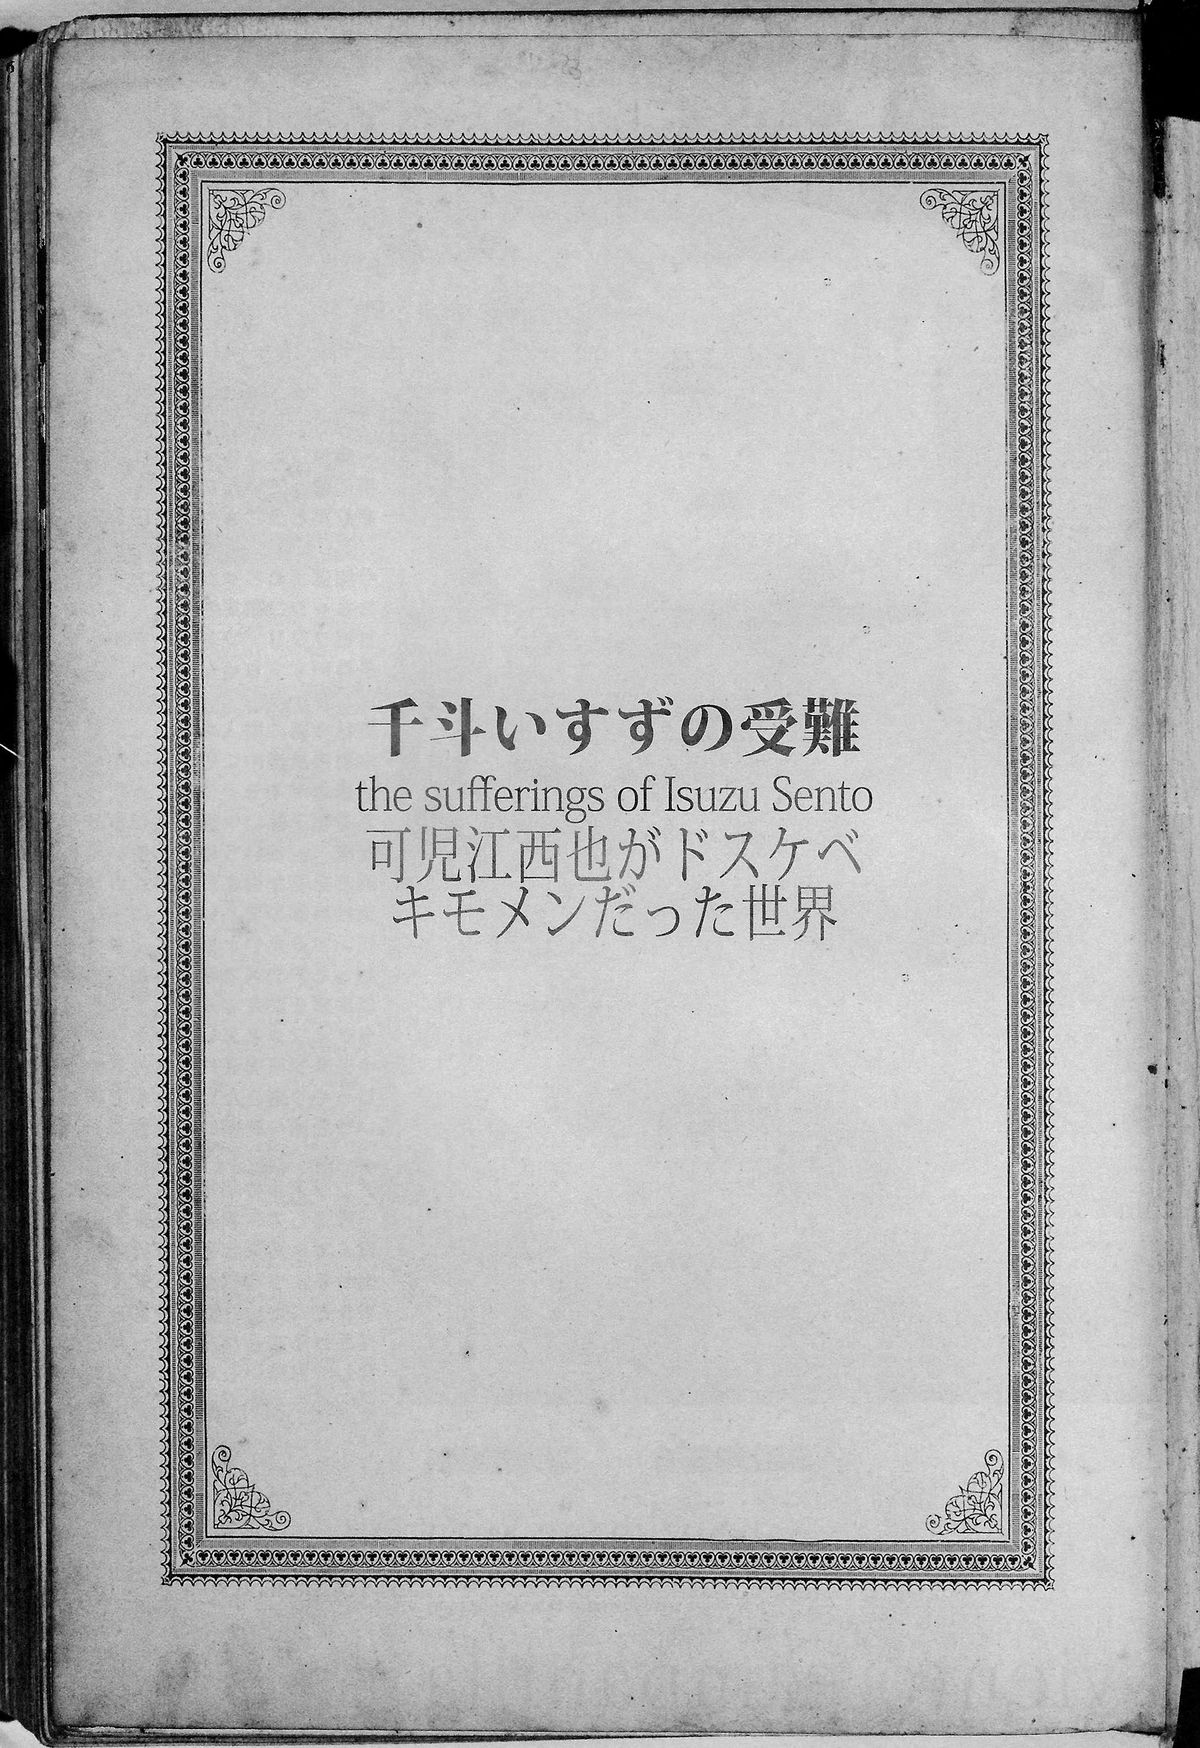 千斗いすずの受難
the sufferings of Isuzu Sento
可児江西也がドスケベ
キモメンだった世界